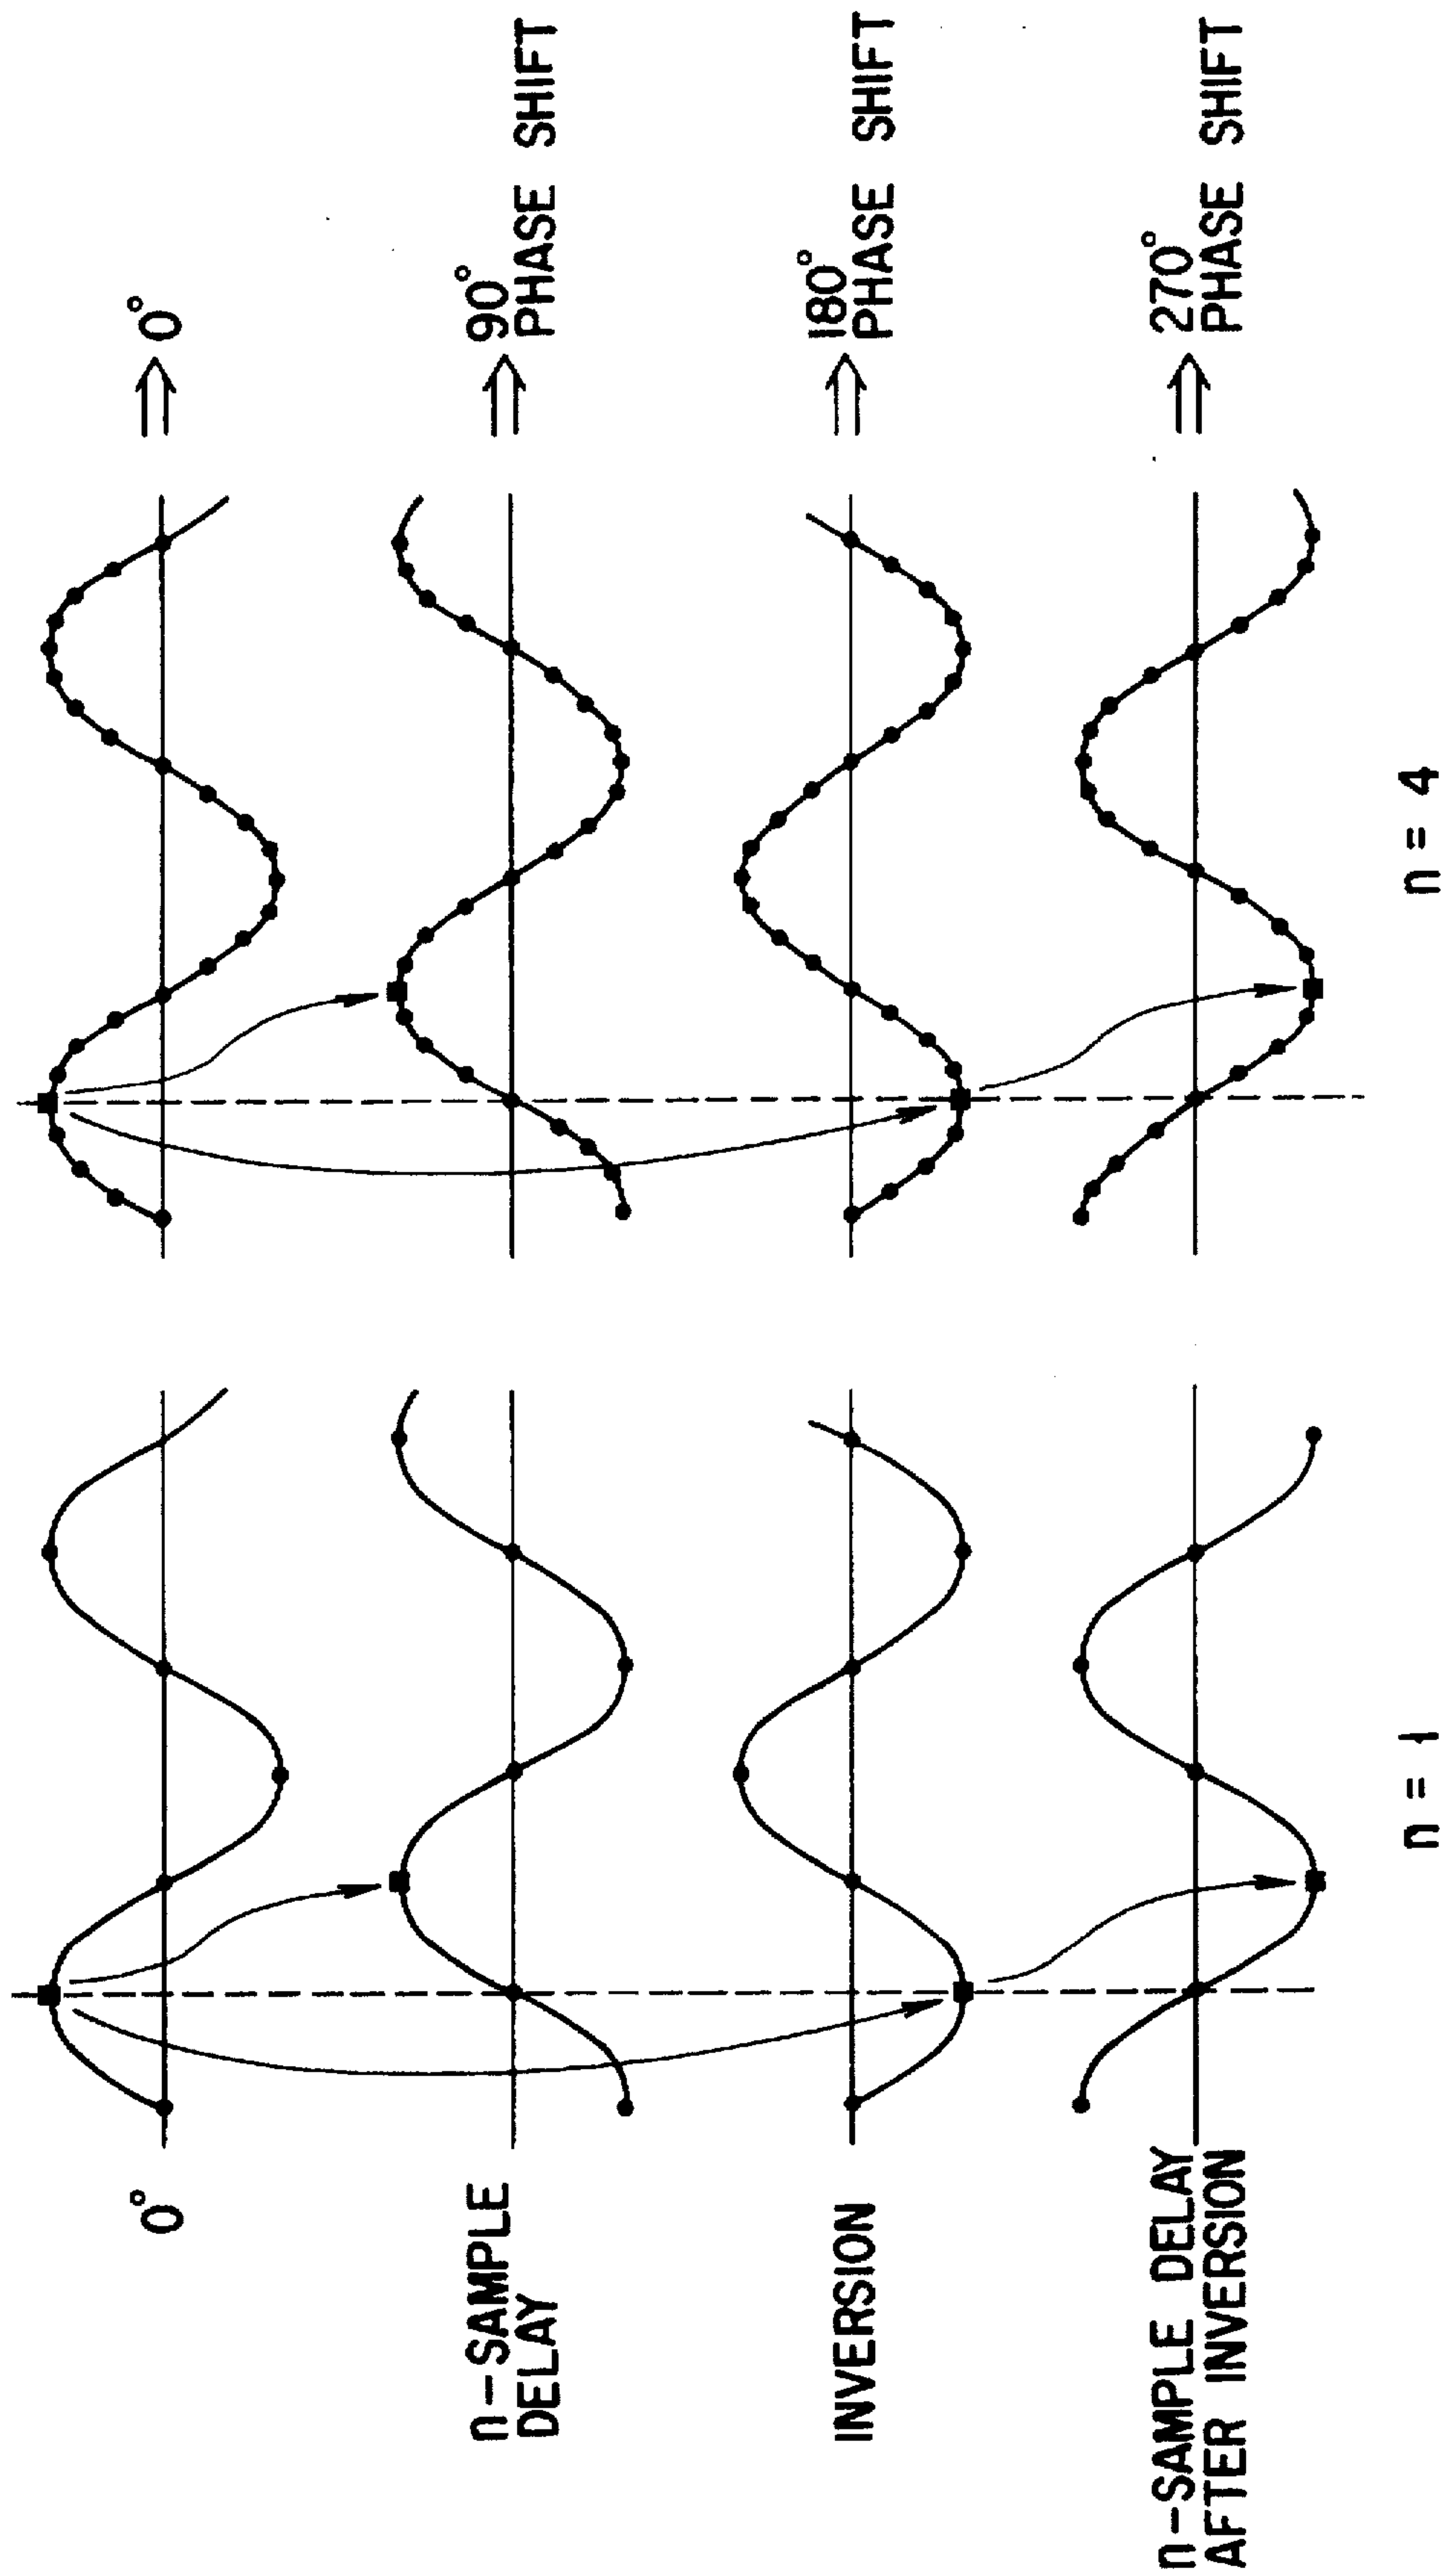 0°
0°
n-SAMPLE
DELAY
90°
PHASE SHIFT
INVERSION
180°
PHASE SHIFT
n-SAMPLE DELAY
AFTER INVERSION
270°
PHASE SHIFT
n = 1
n = 4